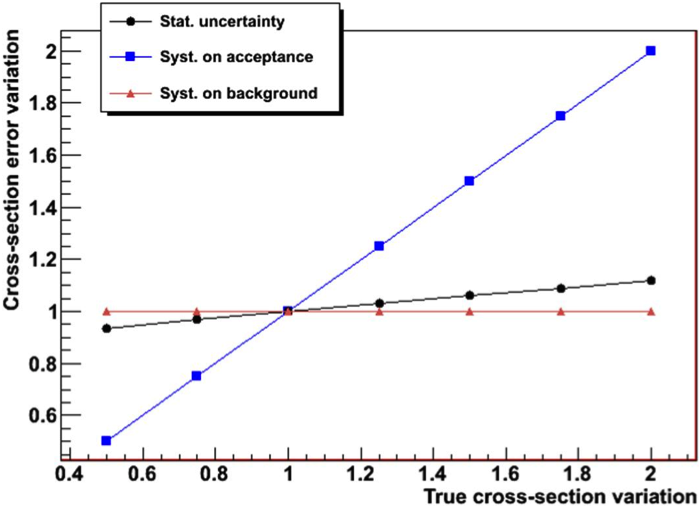 Stat. uncertainty
Syst. on acceptance
Syst. on background
Cross-section error variation
2
1.8
1.6
1.4
1.2
1
0.8
0.6
0.4 0.6 0.8 1 1.2 1.4 1.6 1.8 2
True cross-section variation